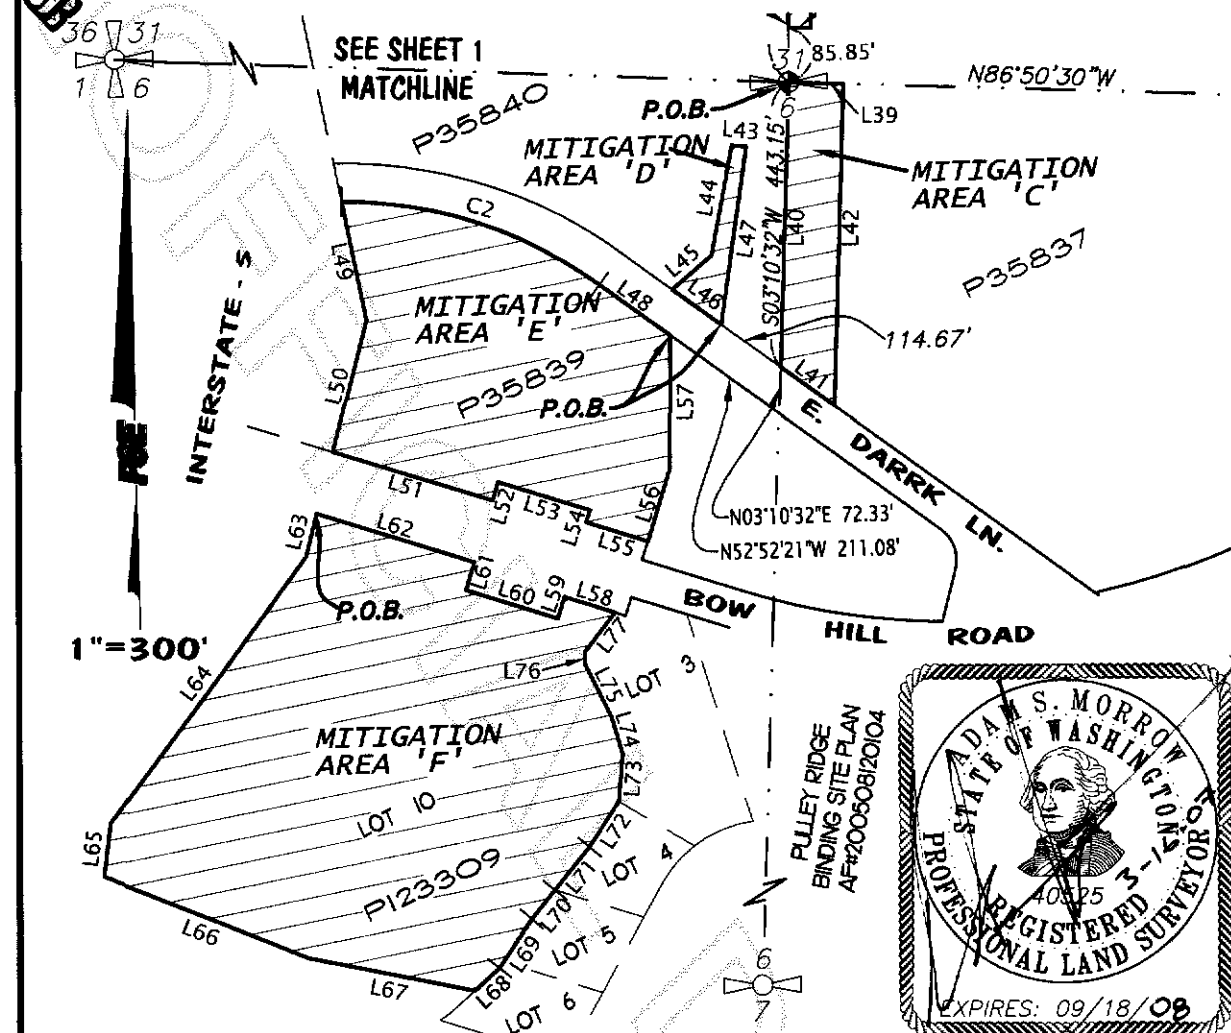 36 31
1 6
SEE SHEET 1
MATCHLINE
31
6
85.85'
N86°50'30"W
P.O.B.
L39
P35840
L43
MITIGATION
AREA 'D'
MITIGATION
AREA 'C'
C2
L44
L47
S03°10'32"W 443.15'
L40
L42
P35837
L45
L46
L49
INTERSTATE - 5
MITIGATION
AREA 'E'
L48
114.67'
L50
P35839
P.O.B.
L57
L41
E. DARRK LN.
PSE
L51
L52
L53
L54
L55
L56
N03°10'32"E 72.33'
N52°52'21"W 211.08'
L63
L62
L61
L60
L59
L58
P.O.B.
BOW HILL ROAD
1"=300'
L77
L76
L75
L74
L73
LOT 3
L64
MITIGATION
AREA 'F'
LOT 10
P123309
L65
L66
L67
L68
L69
L70
L71
L72
LOT 4
LOT 5
LOT 6
PULLEY RIDGE
BINDING SITE PLAN
AF#200508120104
6
7
ADAM S. MORROW
STATE OF WASHINGTON
40525
REGISTERED
PROFESSIONAL LAND SURVEYOR
EXPIRES: 09/18/08